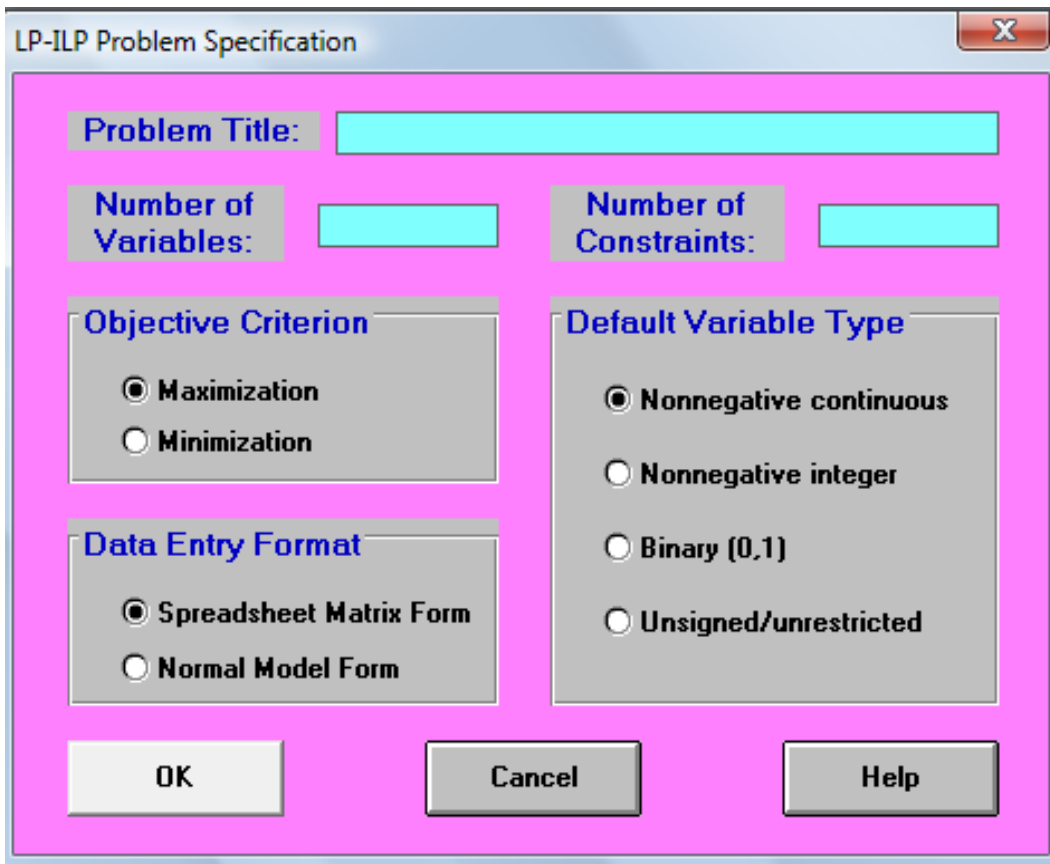 LP-ILP Problem Specification
Problem Title:
Number of
Variables:
Number of
Constraints:
Objective Criterion
Maximization
Minimization
Default Variable Type
Nonnegative continuous
Nonnegative integer
Binary (0,1)
Unsigned/unrestricted
Data Entry Format
Spreadsheet Matrix Form
Normal Model Form
OK
Cancel
Help